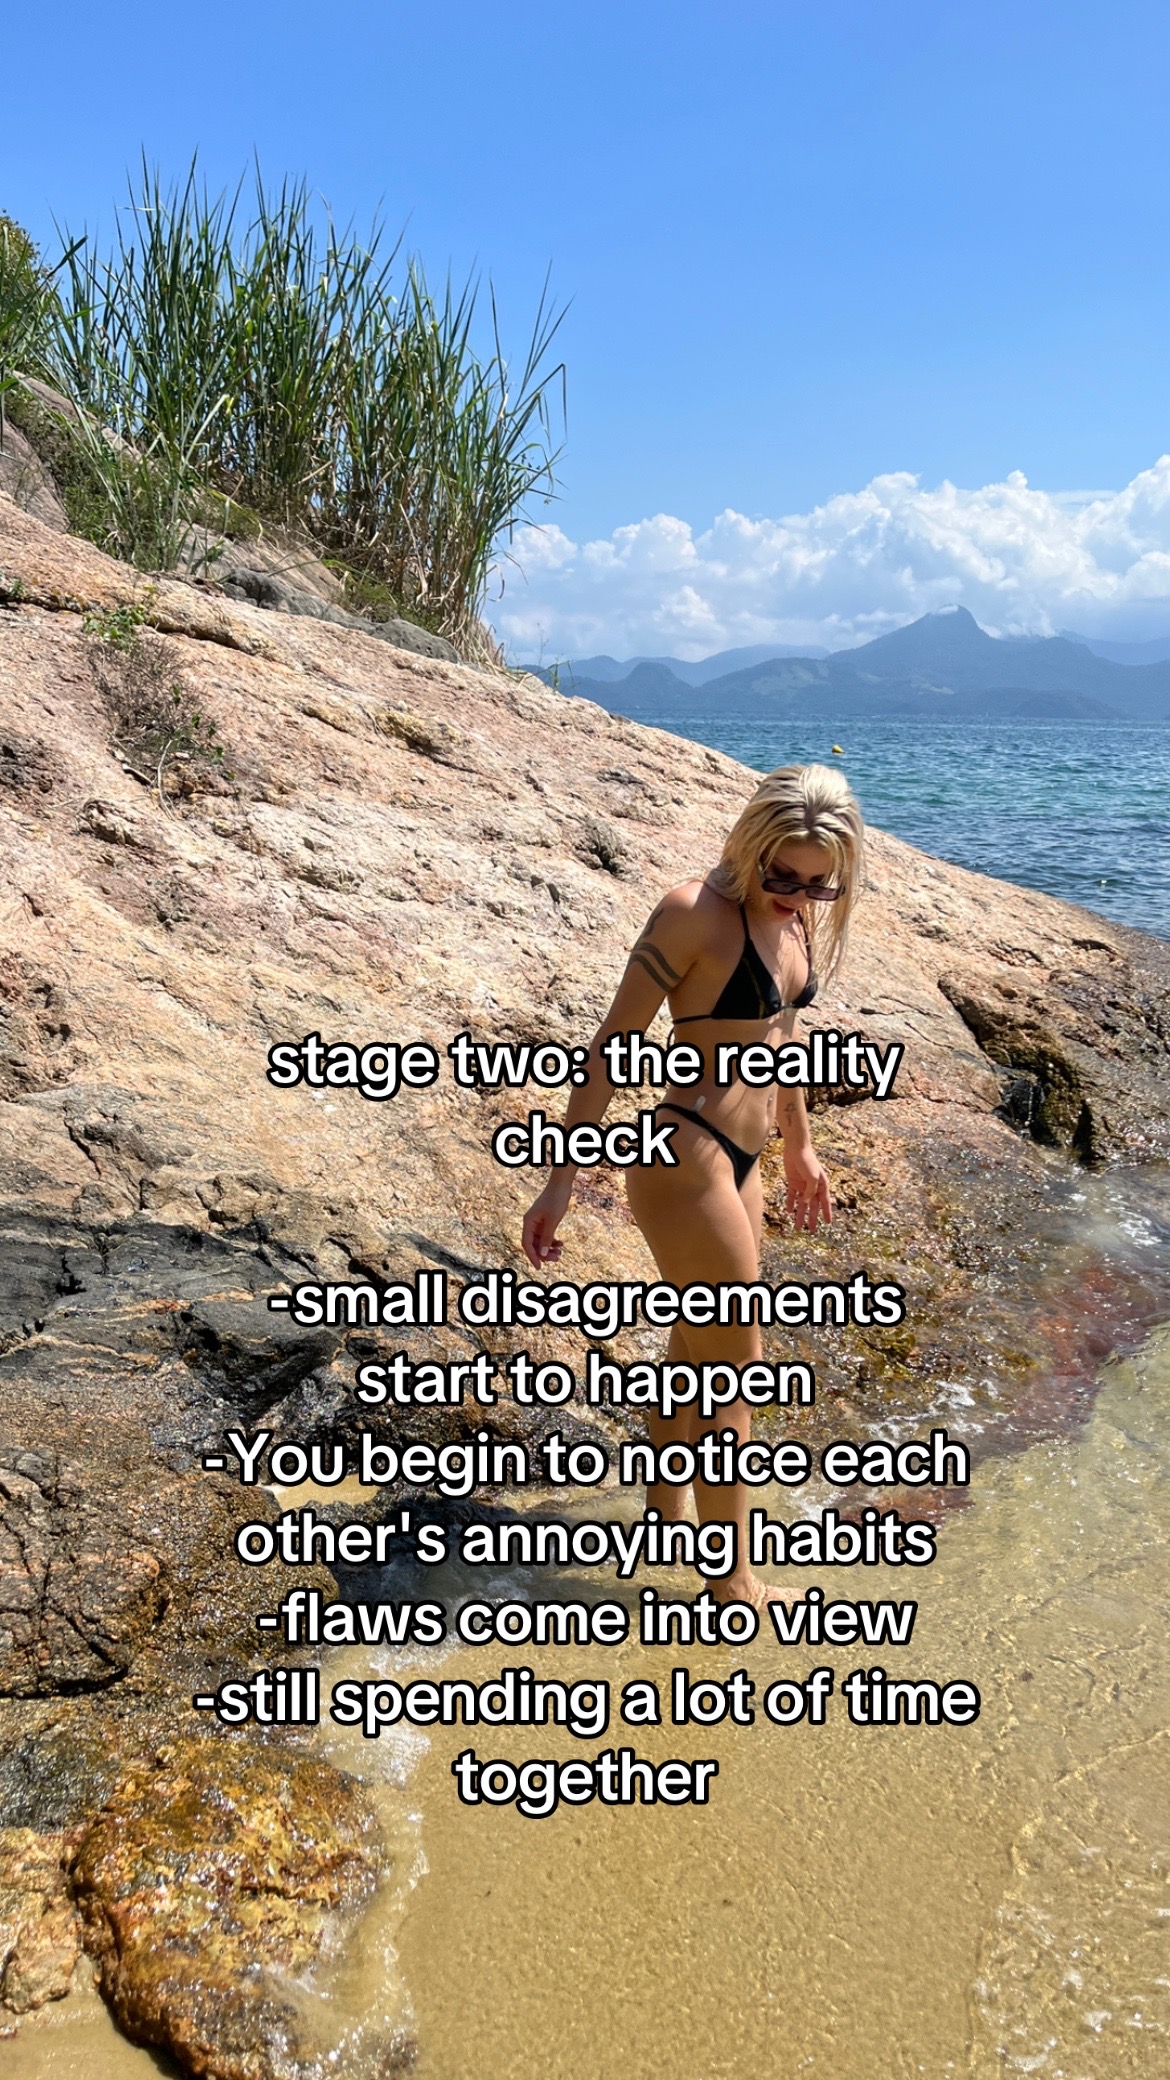 stage two: the reality
check
-small disagreements
start to happen
-You begin to notice each
other's annoying habits
-flaws come into view
-still spending a lot of time
together